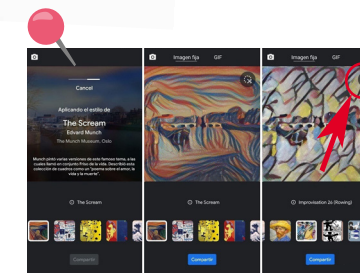 Cancel
Aplicando el estilo de
The Scream
Edvard Munch
The Munch Museum, Oslo
Munch pintó varias versiones de este famoso tema, a las
cuales llamó en conjunto Friso de la vida. Describió esta
colección de cuadros como un "poema sobre el amor, la
vida y la muerte".
The Scream
Compartir
Imagen fija GIF
The Scream
Compartir
Imagen fija GIF
Improvisation 26 (Rowing)
Compartir